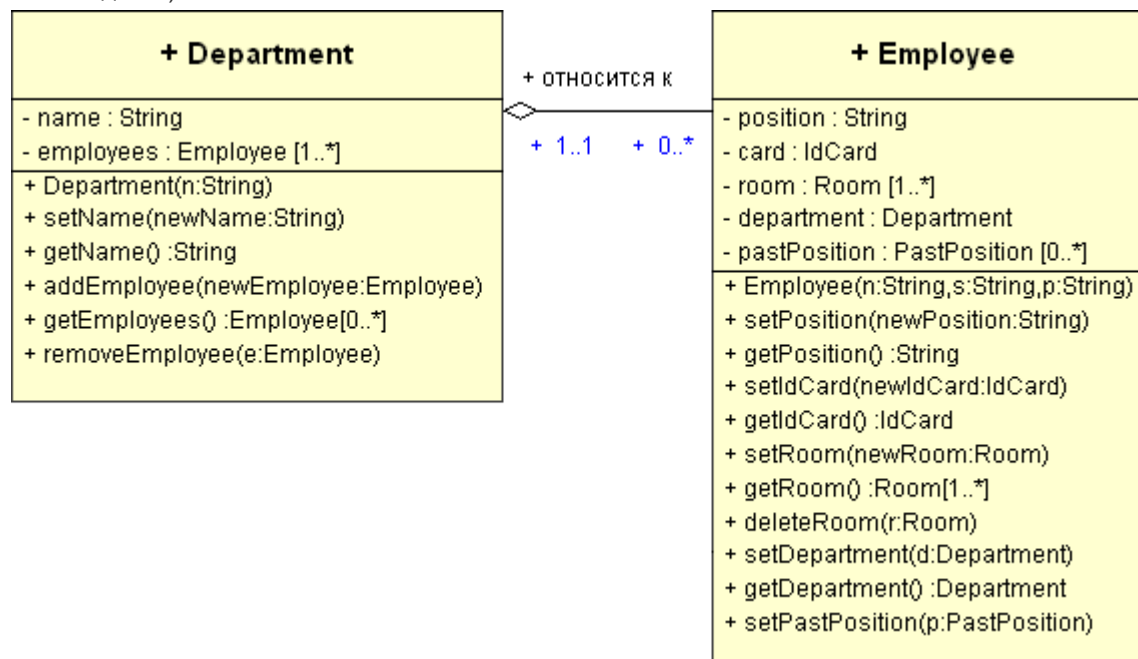 + Department
- name : String
- employees : Employee [1..*]
+ Department(n:String)
+ setName(newName:String)
+ getName() :String
+ addEmployee(newEmployee:Employee)
+ getEmployees() :Employee[0..*]
+ removeEmployee(e:Employee)
+ относится к
+ 1..1 + 0..*
+ Employee
- position : String
- card : IdCard
- room : Room [1..*]
- department : Department
- pastPosition : PastPosition [0..*]
+ Employee(n:String,s:String,p:String)
+ setPosition(newPosition:String)
+ getPosition() :String
+ setIdCard(newIdCard:IdCard)
+ getIdCard() :IdCard
+ setRoom(newRoom:Room)
+ getRoom() :Room[1..*]
+ deleteRoom(r:Room)
+ setDepartment(d:Department)
+ getDepartment() :Department
+ setPastPosition(p:PastPosition)